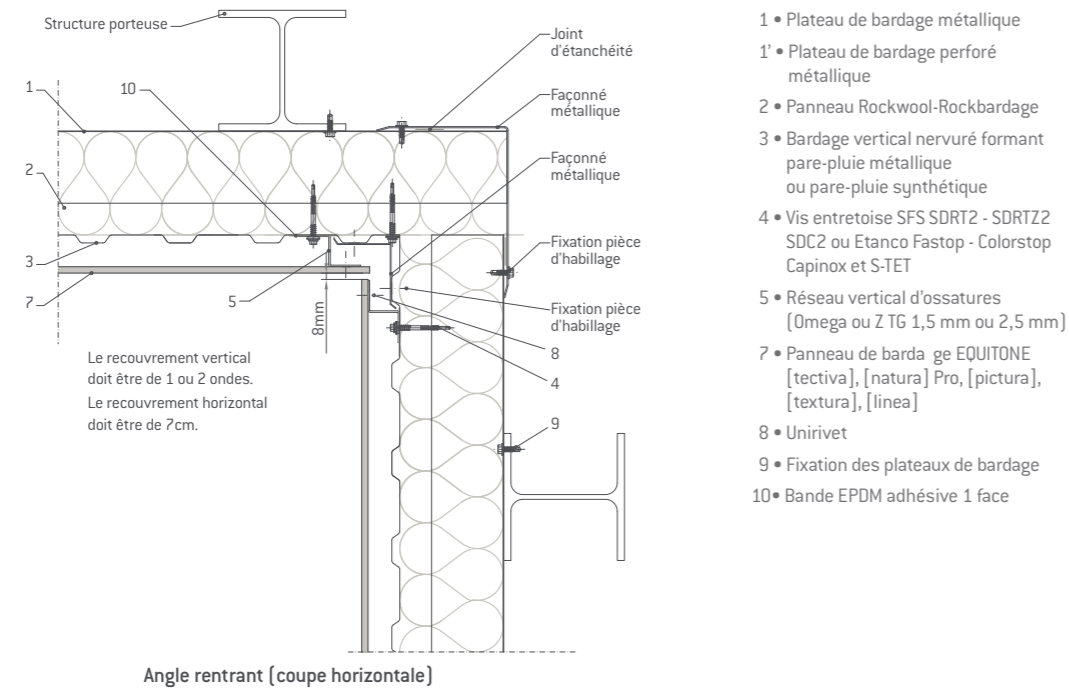 Structure porteuse
1
10
2
3
7
5
8mm
Joint
d'étanchéité
Façonné
métallique
Façonné
métallique
Fixation pièce
d'habillage
Fixation pièce
d'habillage
8
4
9
Le recouvrement vertical
doit être de 1 ou 2 ondes.
Le recouvrement horizontal
doit être de 7cm.
Angle rentrant (coupe horizontale)
1 • Plateau de bardage métallique
1' • Plateau de bardage perforé
métallique
2 • Panneau Rockwool-Rockbardage
3 • Bardage vertical nervuré formant
pare-pluie métallique
ou pare-pluie synthétique
4 • Vis entretoise SFS SDRT2 - SDRTZ2
SDC2 ou Etanco Fastop - Colorstop
Capinox et S-TET
5 • Réseau vertical d'ossatures
(Omega ou Z TG 1,5 mm ou 2,5 mm)
7 • Panneau de barda ge EQUITONE
[tectiva], [natura] Pro, [pictura],
[textura], [linea]
8 • Unirivet
9 • Fixation des plateaux de bardage
10• Bande EPDM adhésive 1 face